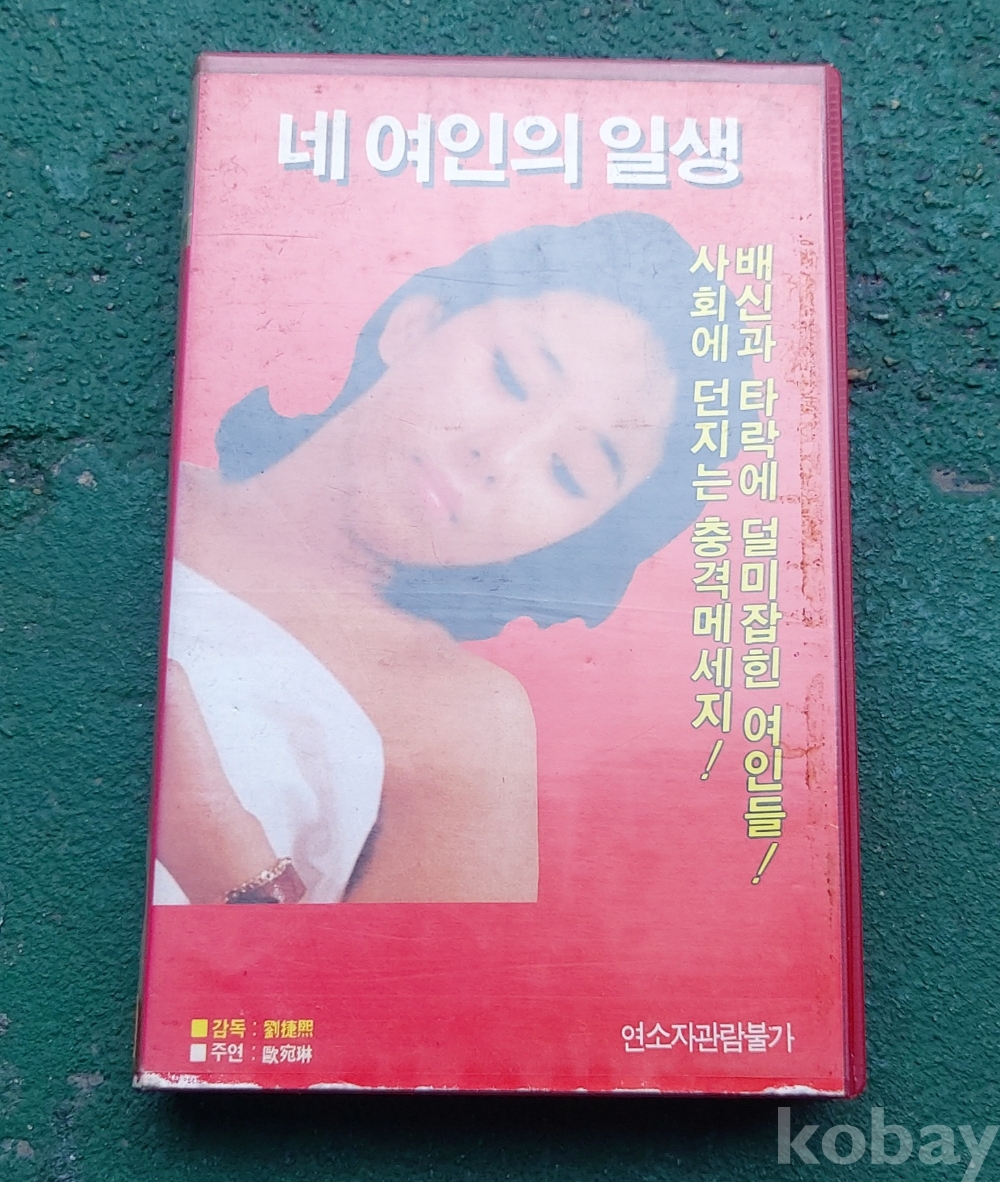 네 여인의 일생
배신과 타락에 덜미잡힌 여인들!
사회에 던지는 충격메세지!
■감독 : 劉捷熙
■주연 : 歐宛琳
연소자관람불가
kobay